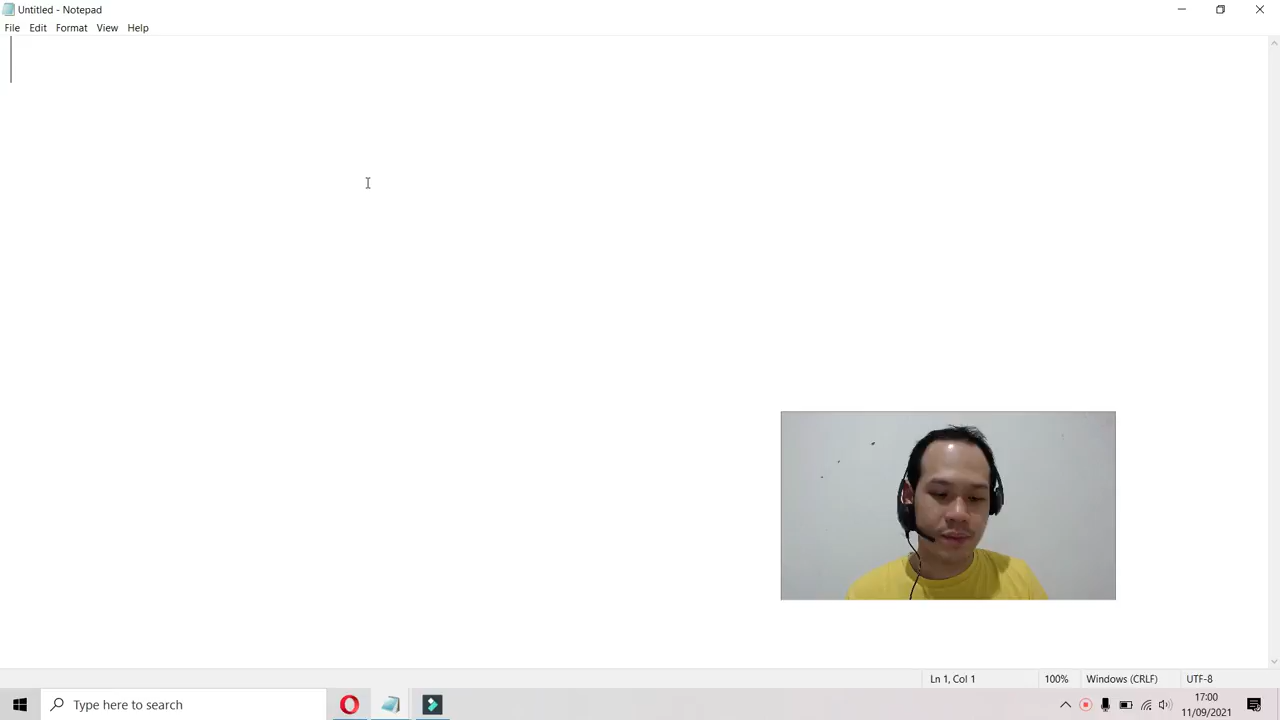 Untitled - Notepad
File Edit Format View Help
Ln 1, Col 1 100% Windows (CRLF) UTF-8
Type here to search
17:00
11/09/2021